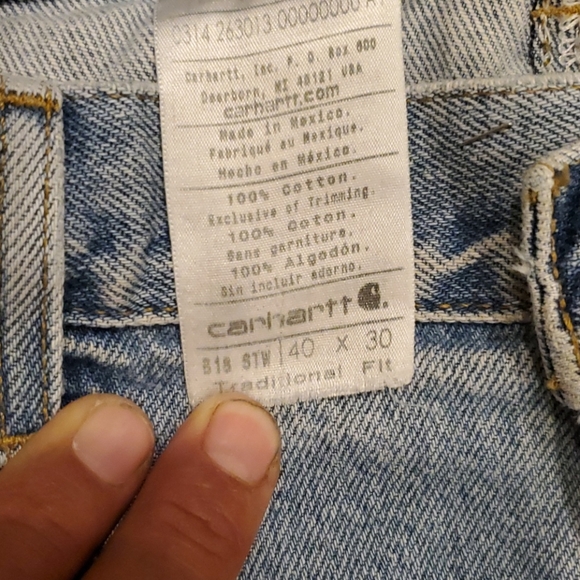 0314 263013 00000000 A1
Carhartt, Inc. P. O. Box 600
Dearborn, MI 48121 USA
carhartt.com
Made in Mexico.
Fabriqué au Mexique.
Hecho en México.
100% Cotton.
Exclusive of Trimming.
100% Coton.
Sans garniture.
100% Algodón.
Sin incluir adorno.
carhartt
B18 STW 40 X 30
Traditional Fit